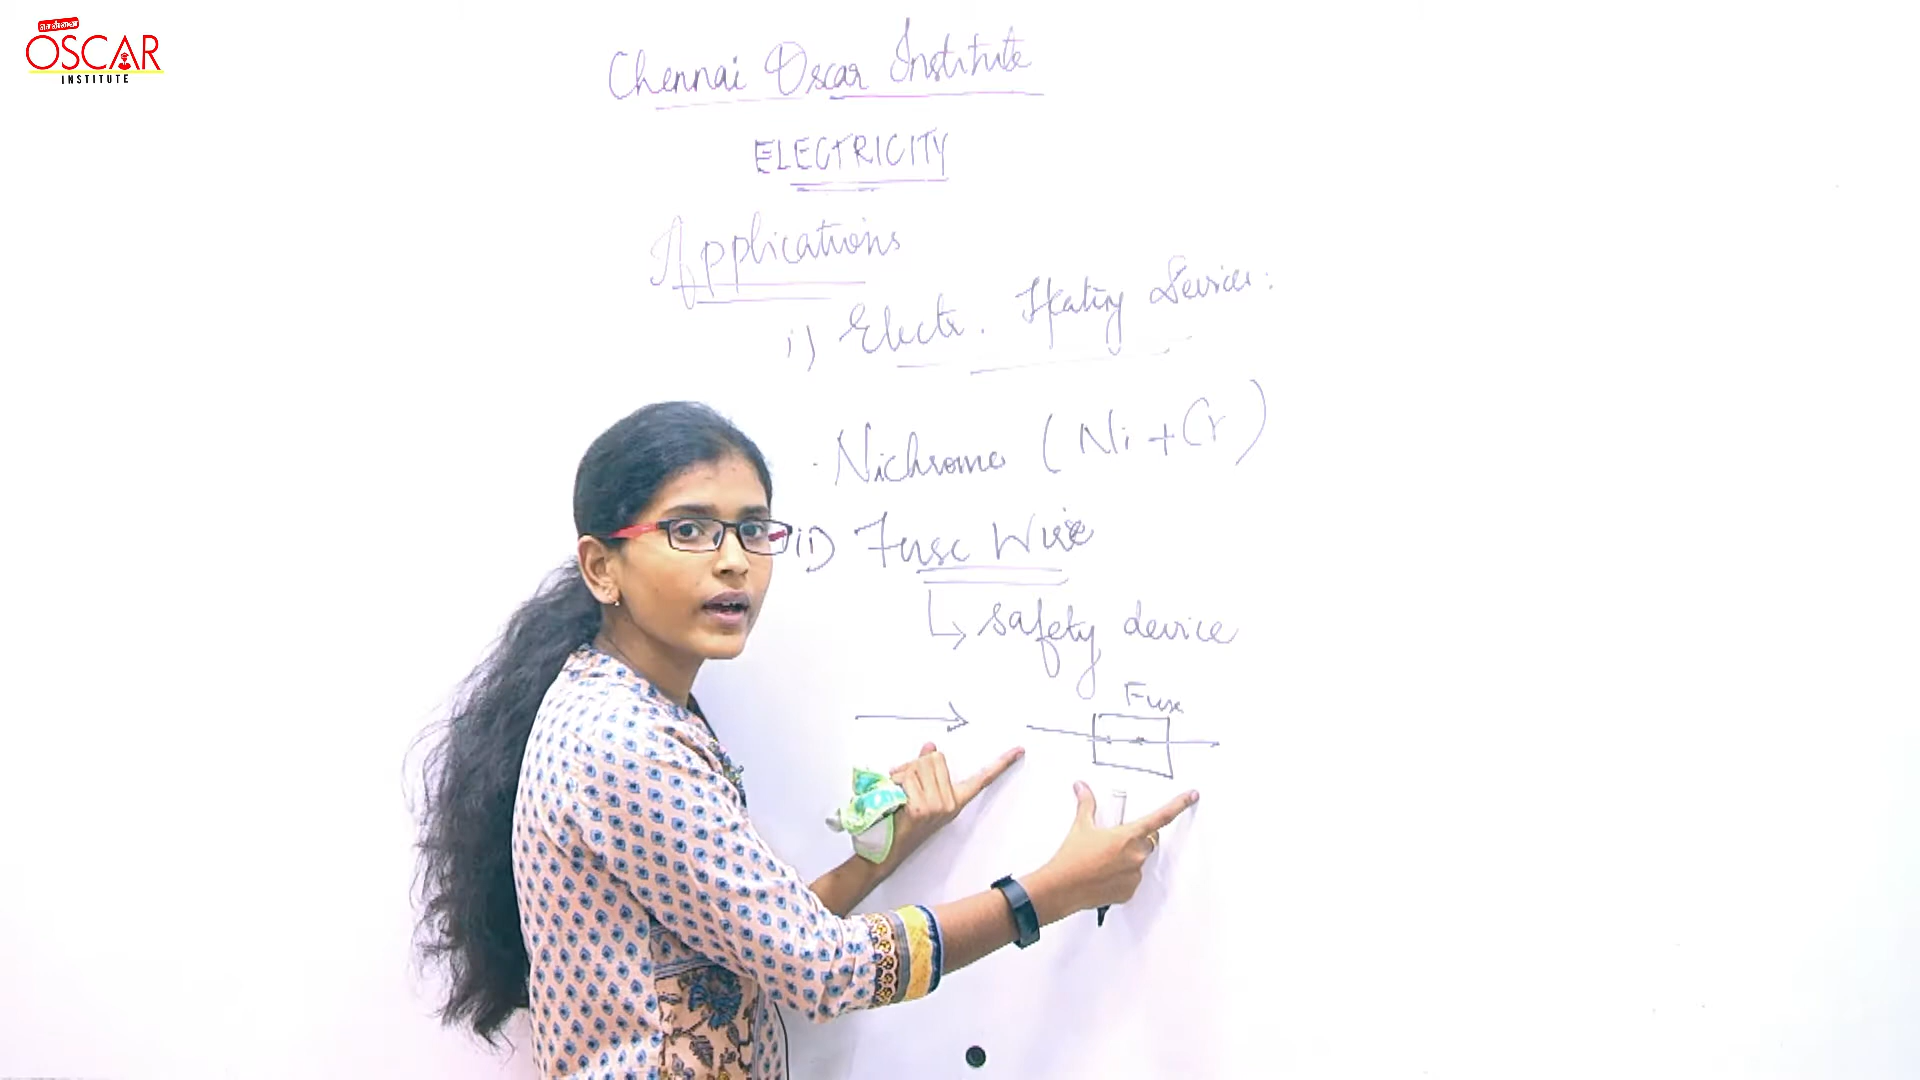 OSCAR
INSTITUTE
Chennai Oscar Institute
ELECTRICITY
Applications
i) Electr. Heating Devices:
· Nichrome (Ni + Cr)
ii) Fuse Wire
↳ safety device
Fuse